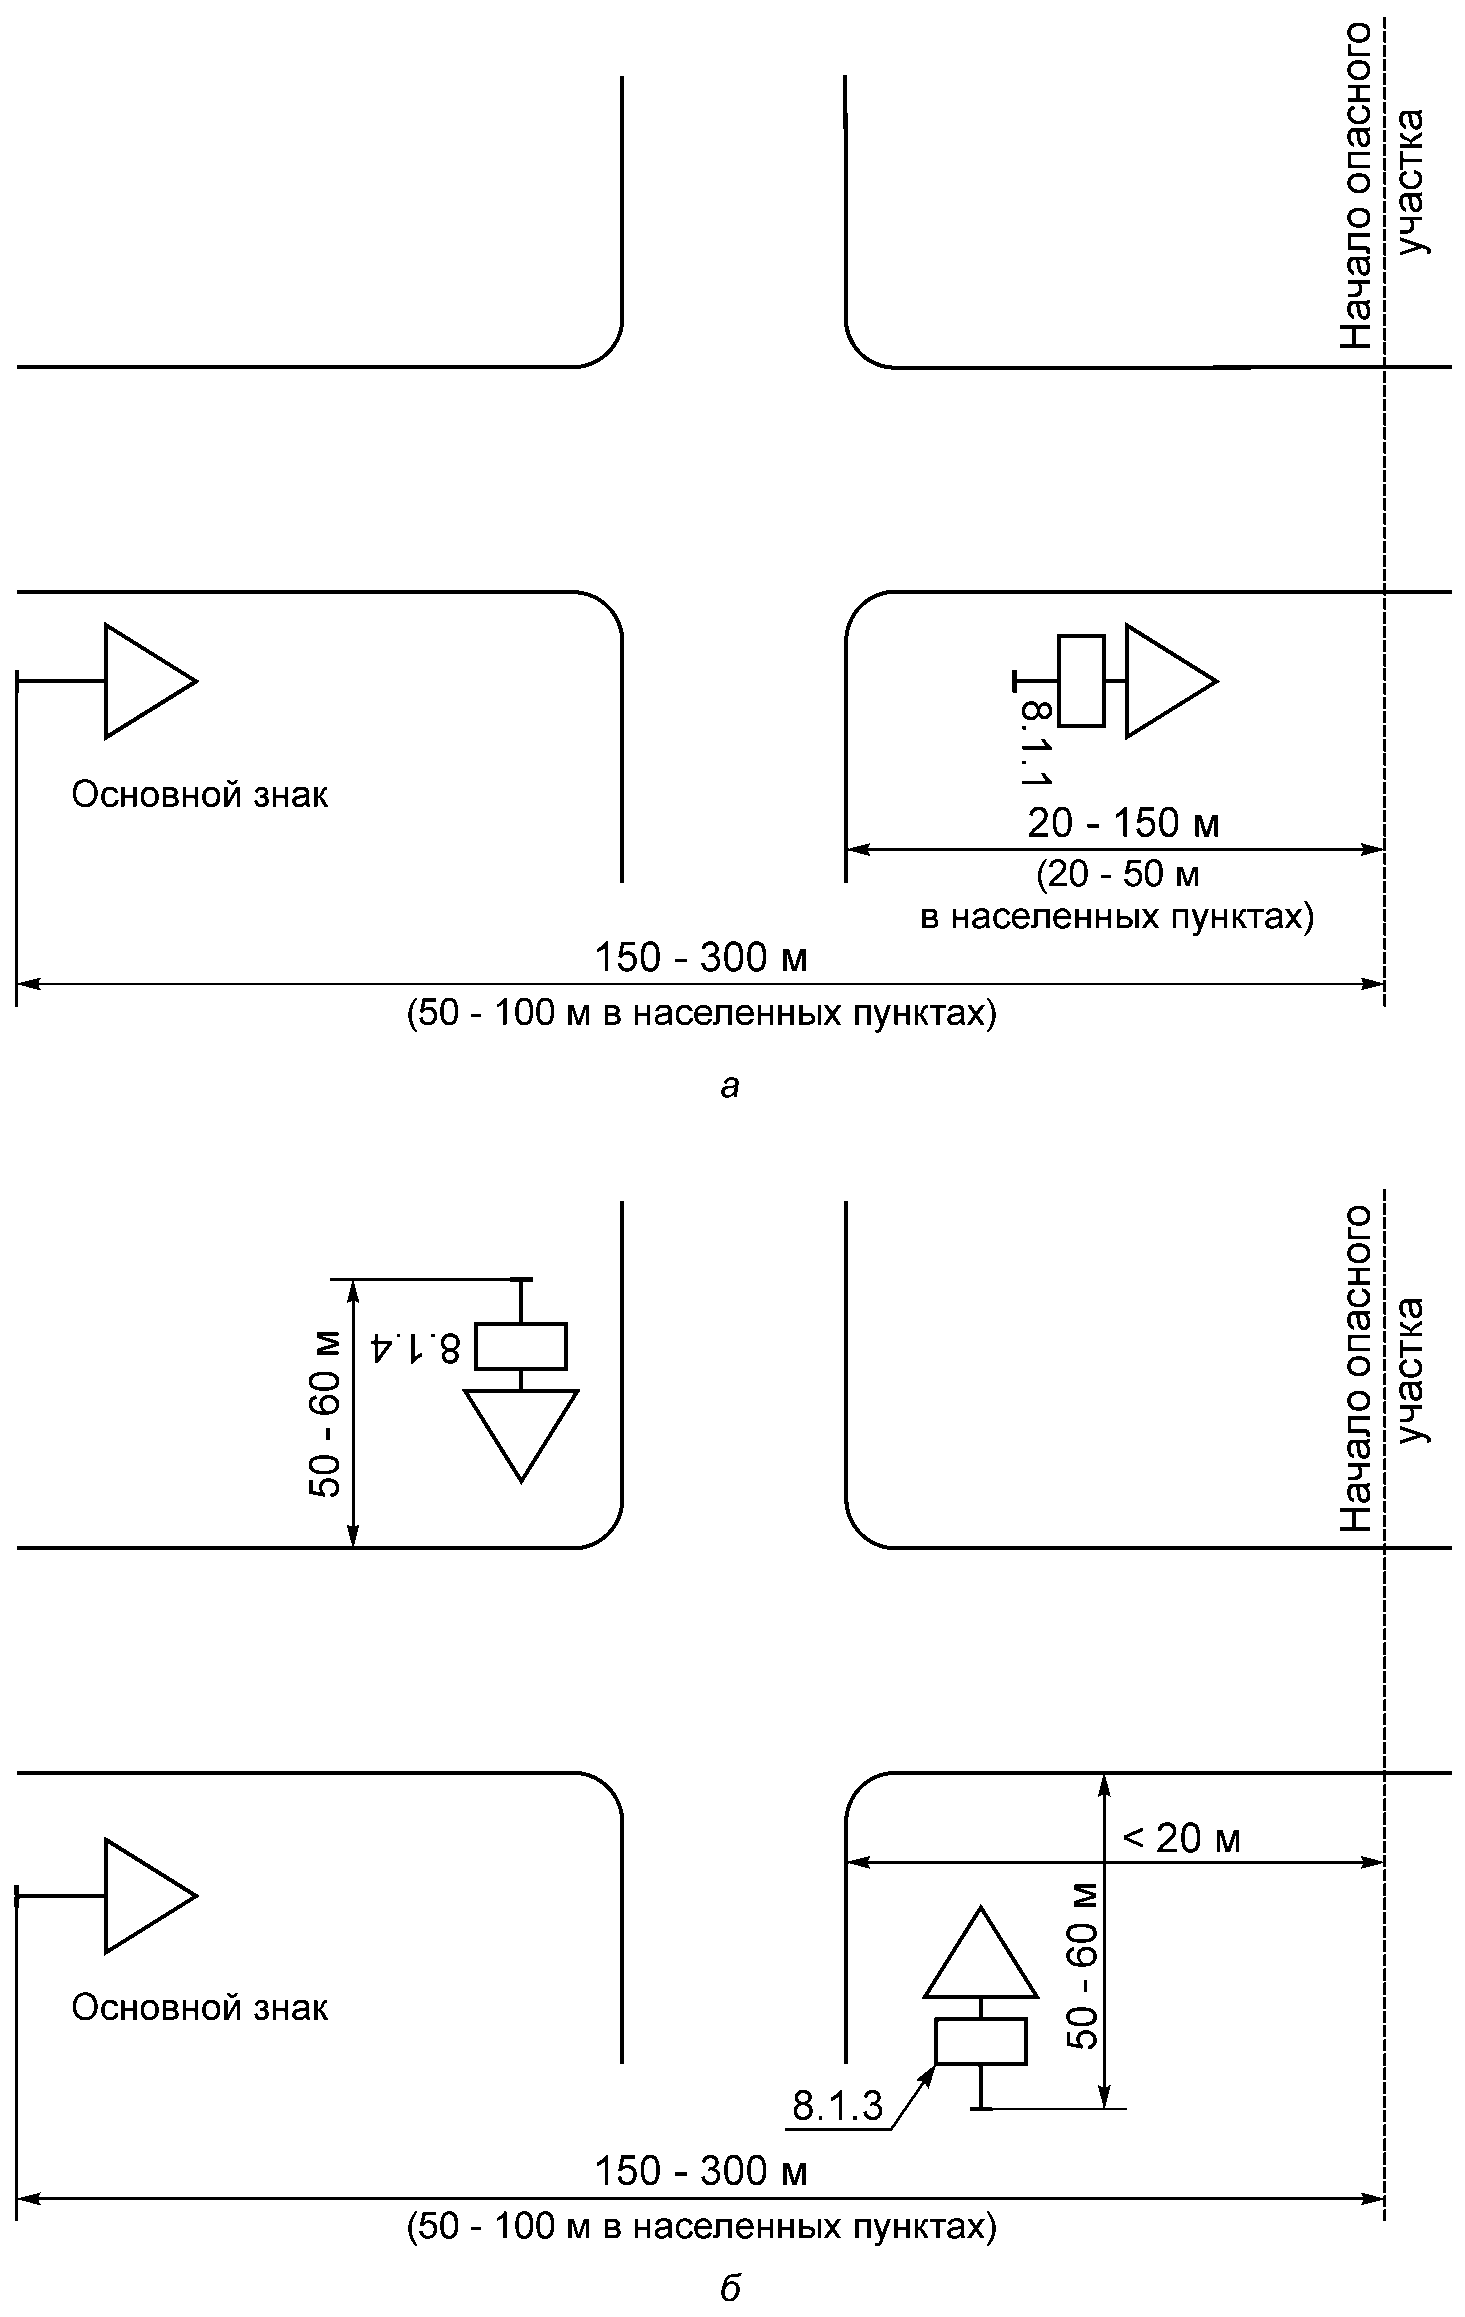 Начало опасного
участка
8.1.1
Основной знак
20 - 150 м
(20 - 50 м
в населенных пунктах)
150 - 300 м
(50 - 100 м в населенных пунктах)
а
Начало опасного
участка
8.1.4
50 - 60 м
< 20 м
50 - 60 м
Основной знак
8.1.3
150 - 300 м
(50 - 100 м в населенных пунктах)
б